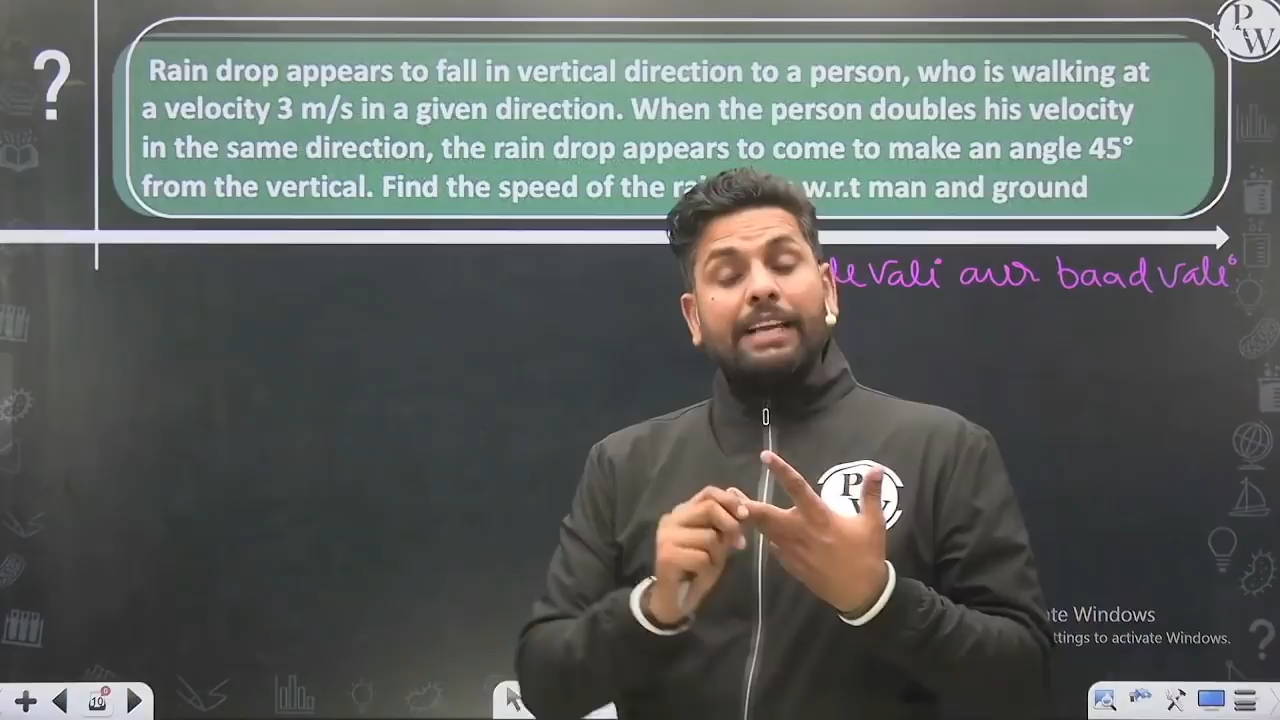 P
W
?
Rain drop appears to fall in vertical direction to a person, who is walking at
a velocity 3 m/s in a given direction. When the person doubles his velocity
in the same direction, the rain drop appears to come to make an angle 45°
from the vertical. Find the speed of the w.r.t man and ground
vali aur baad vali
P
W
Windows
to activate Windows.
10